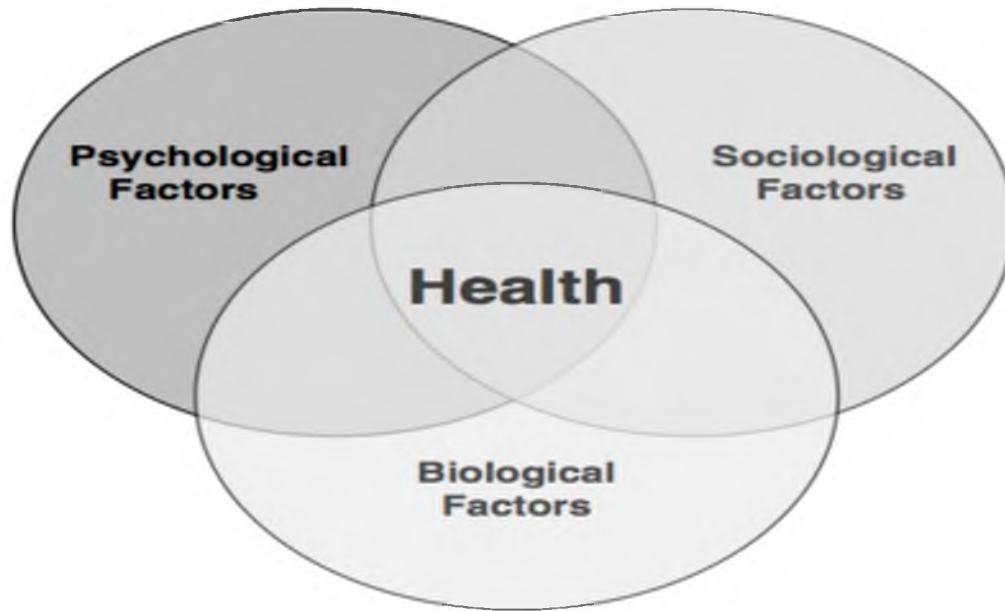 Psychological
Factors
Sociological
Factors
Health
Biological
Factors